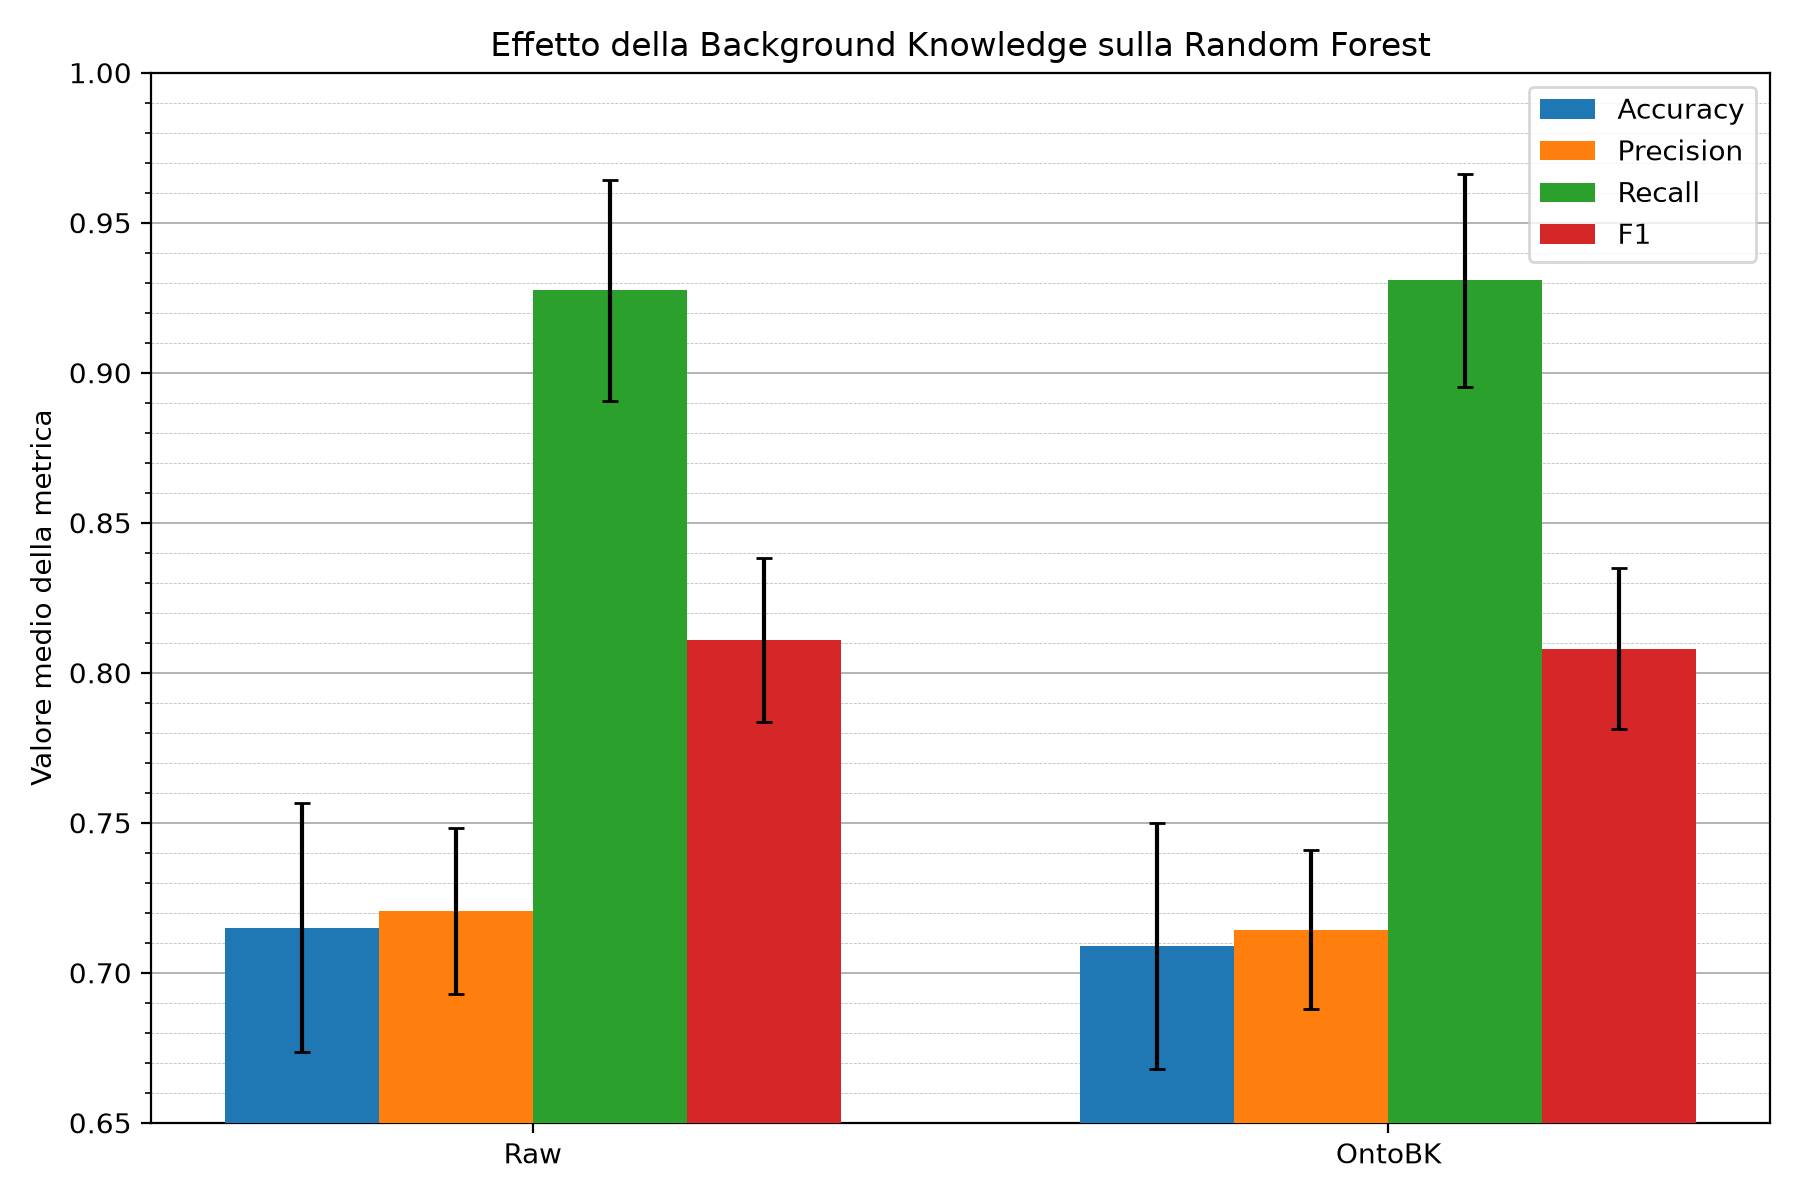 Effetto della Background Knowledge sulla Random Forest
1.00
0.95
0.90
0.85
0.80
0.75
0.70
0.65
Valore medio della metrica
Accuracy
Precision
Recall
F1
Raw
OntoBK